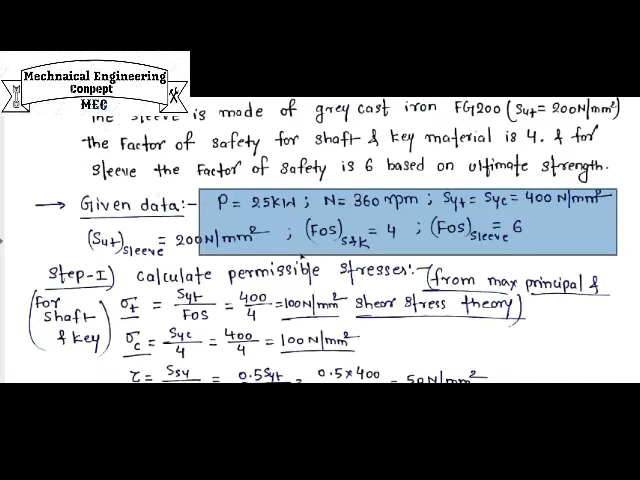 Mechnaical Engineering
Conpept
MEC
The sleeve is made of grey cast iron FG200 (Sut = 200N/mm²)
the factor of safety for shaft & key material is 4. & for
sleeve the factor of safety is 6 based on ultimate strength.
→ Given data:- P = 25KW ; N = 360 rpm ; Syt = Syc = 400 N/mm²
(Sut)sleeve = 200N/mm² ; (FOS)S&K = 4 ; (FOS)sleeve = 6
Step-I) Calculate permissible stresses:- (from max principal &
(For shaft & key) σt = Syt/FOS = 400/4 = 100N/mm² shear stress theory)
σc = Syc/4 = 400/4 = 100N/mm²
τ = Ssy = 0.5Syt = 0.5×400 = 50N/mm²